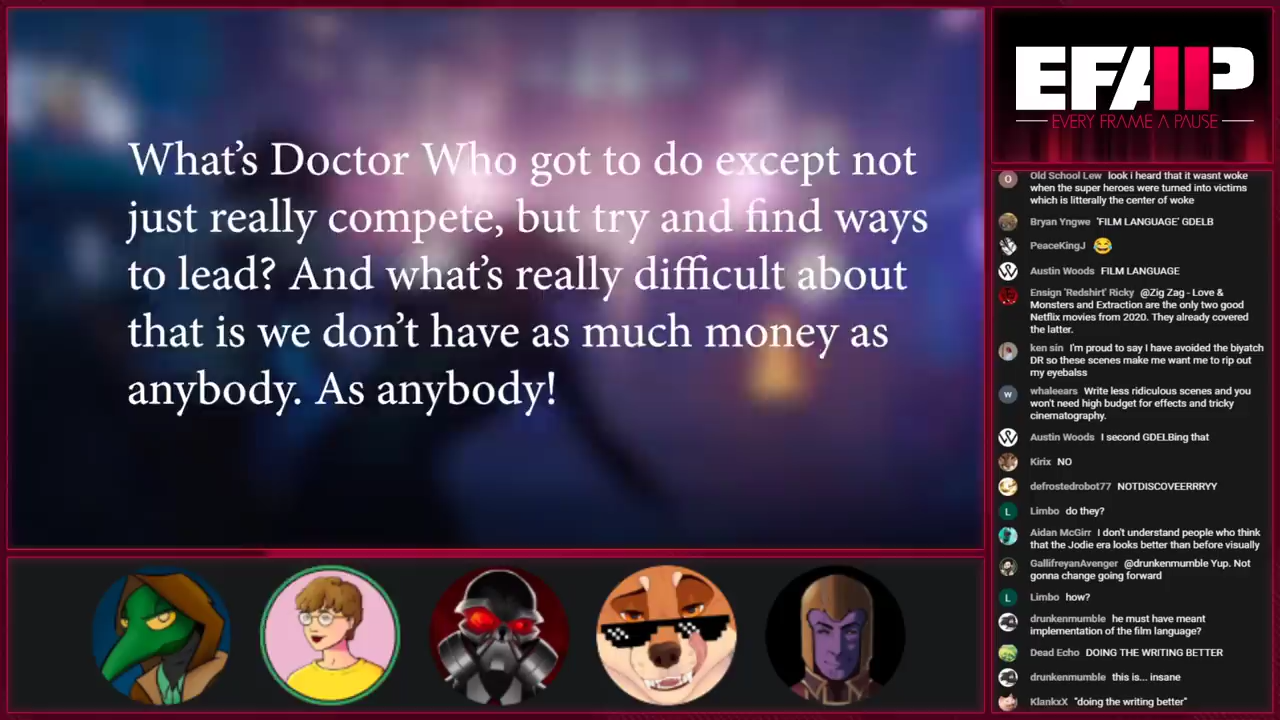 What's Doctor Who got to do except not
just really compete, but try and find ways
to lead? And what's really difficult about
that is we don't have as much money as
anybody. As anybody!
EFAP
EVERY FRAME A PAUSE
Old School Lew look i heard that it wasnt woke
when the super heroes were turned into victims
which is litterally the center of woke
Bryan Yngwe 'FILM LANGUAGE' GDELB
PeaceKingJ 😂
Austin Woods FILM LANGUAGE
Ensign 'Redshirt' Ricky @Zig Zag - Love &
Monsters and Extraction are the only two good
Netflix movies from 2020. They already covered
the latter.
ken sin I'm proud to say I have avoided the biyatch
DR so these scenes make me want me to rip out
my eyebalss
whaleears Write less ridiculous scenes and you
won't need high budget for effects and tricky
cinematography.
Austin Woods I second GDELBing that
Kirix NO
defrostedrobot77 NOTDISCOVEERRRYY
Limbo do they?
Aidan McGirr I don't understand people who think
that the Jodie era looks better than before visually
GallifreyanAvenger @drunkenmumble Yup. Not
gonna change going forward
Limbo how?
drunkenmumble he must have meant
implementation of the film language?
Dead Echo DOING THE WRITING BETTER
drunkenmumble this is... insane
KlankxX "doing the writing better"